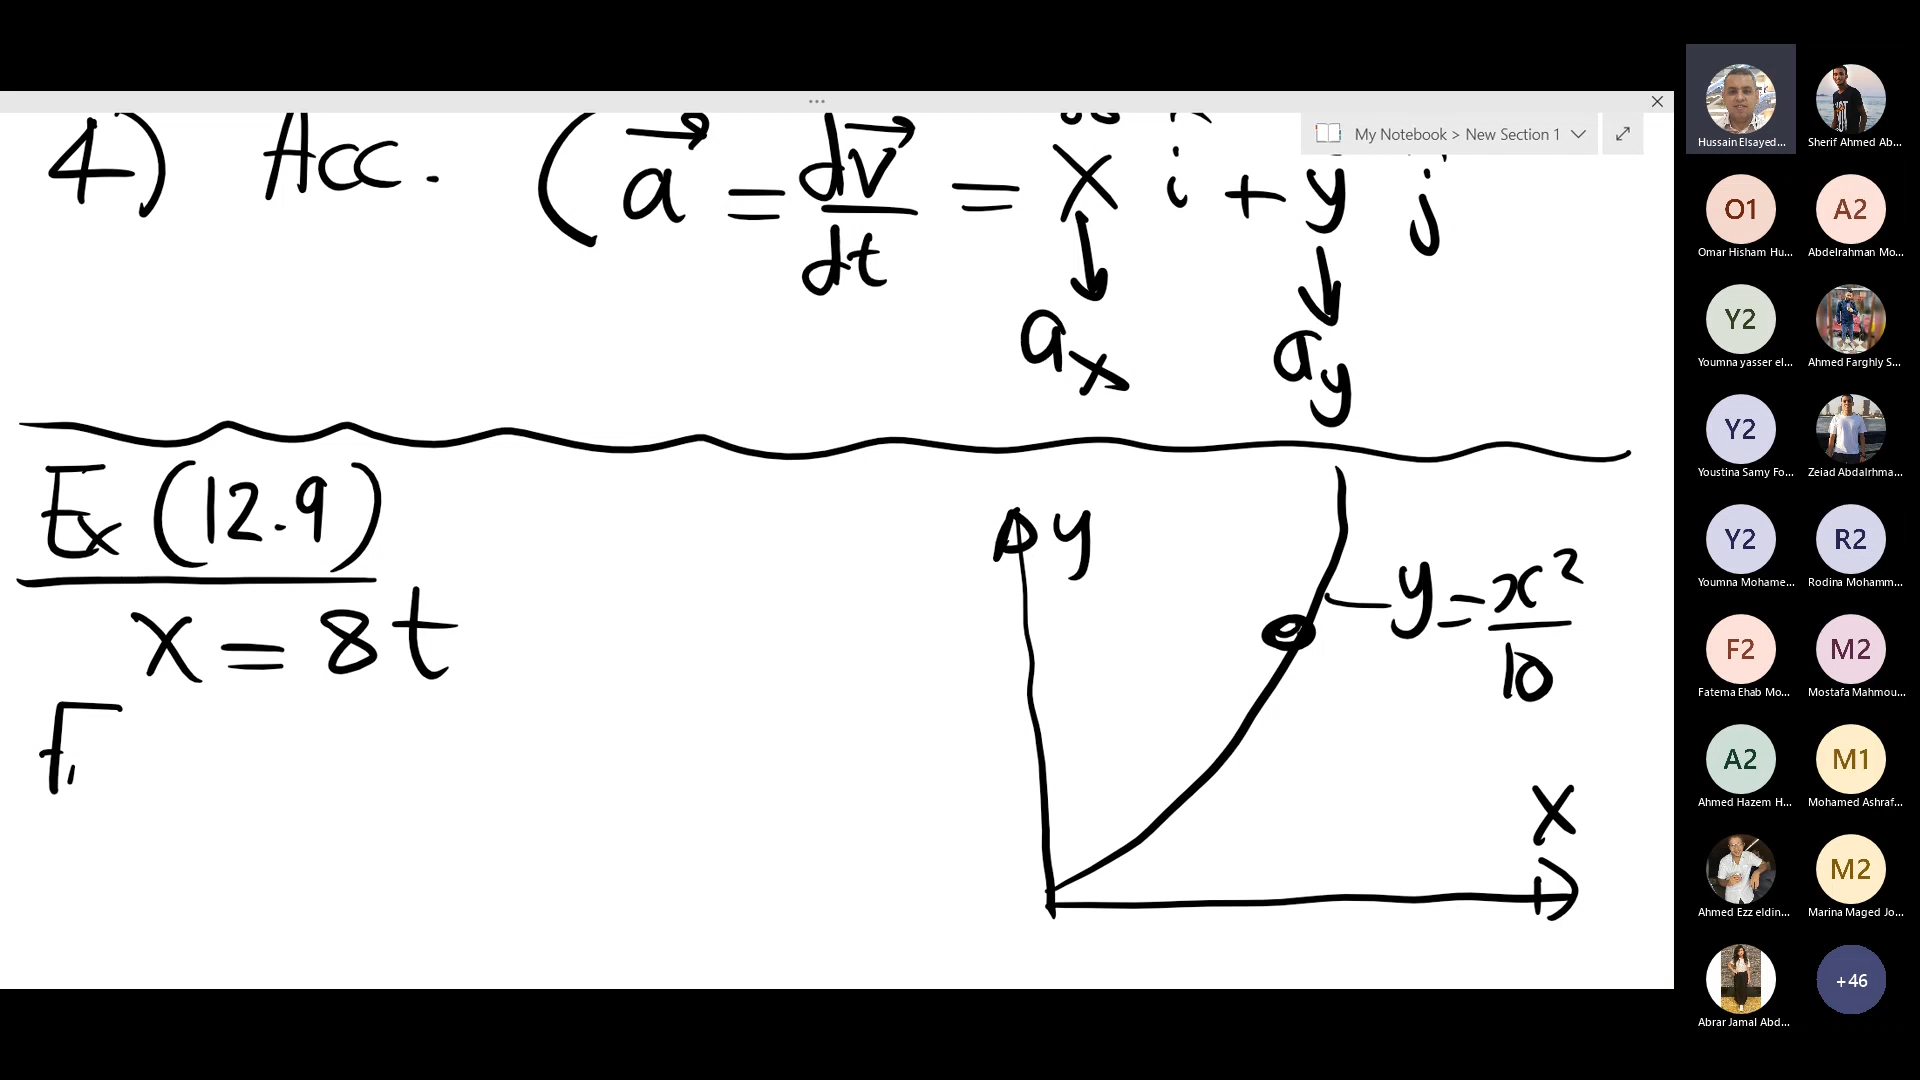 My Notebook > New Section 1
4) Acc. (a = dv/dt = x i + y j
ax ay
Ex (12.9)
x = 8t
F
y
y = x²/10
x
Hussain Elsayed...
Sherif Ahmed Ab...
O1
Omar Hisham Hu...
A2
Abdelrahman Mo...
Y2
Youmna yasser el...
Ahmed Farghly S...
Y2
Youstina Samy Fo...
Zeiad Abdalrhma...
Y2
Youmna Mohame...
R2
Rodina Mohamm...
F2
Fatema Ehab Mo...
M2
Mostafa Mahmou...
A2
Ahmed Hazem H...
M1
Mohamed Ashraf...
Ahmed Ezz eldin...
M2
Marina Maged Jo...
Abrar Jamal Abd...
+46